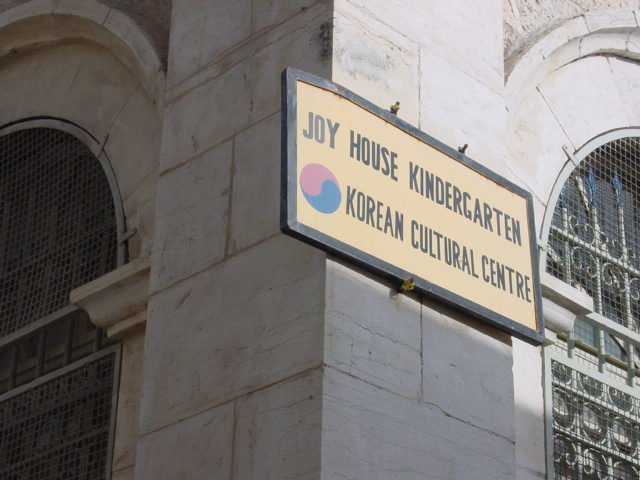 JOY HOUSE KINDERGARTEN
KOREAN CULTURAL CENTRE